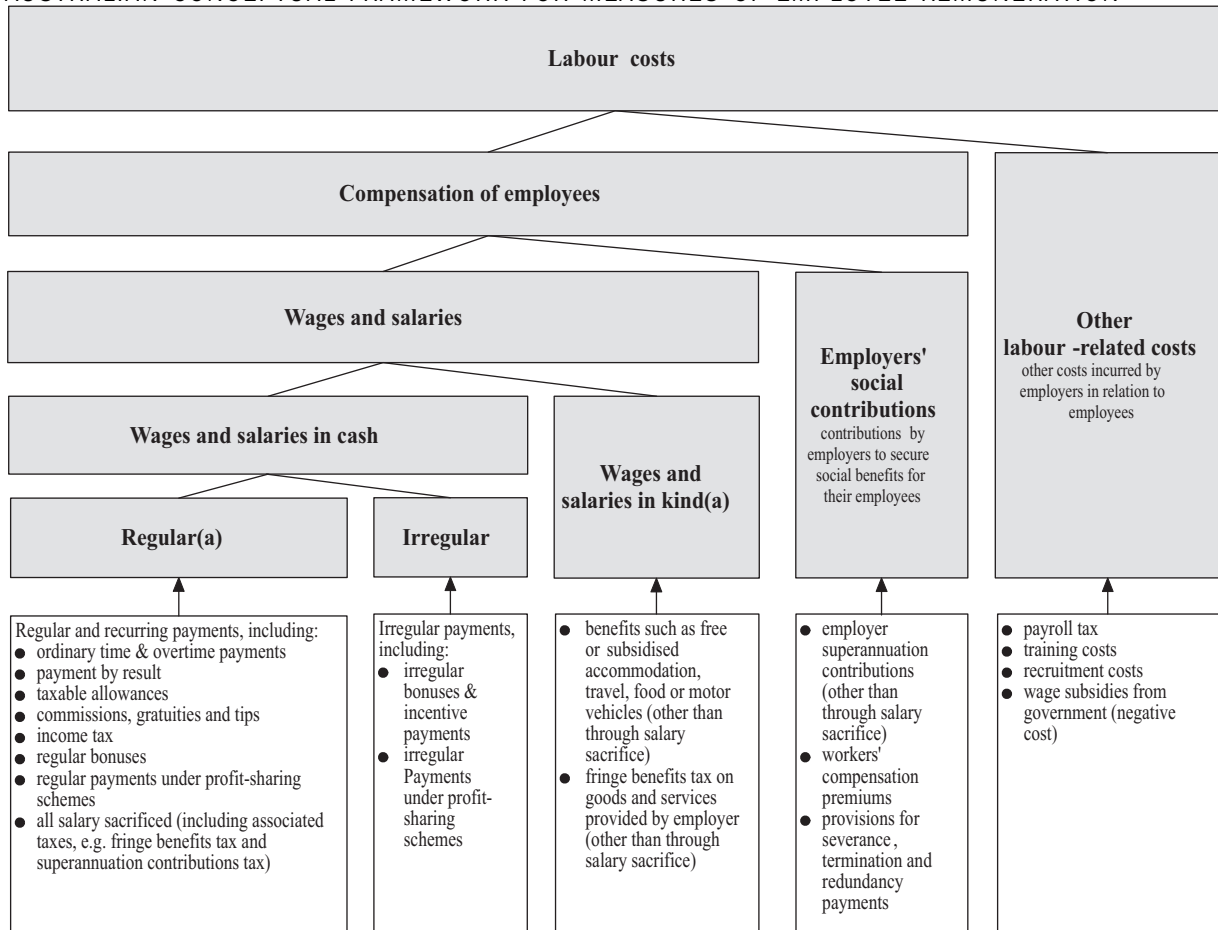 AUSTRALIAN CONCEPTUAL FRAMEWORK FOR MEASURES OF EMPLOYEE REMUNERATION
Labour costs
Compensation of employees
Wages and salaries
Employers'
social
contributions
contributions by
employers to secure
social benefits for
their employees
Other
labour -related costs
other costs incurred by
employers in relation to
employees
Wages and salaries in cash
Wages and
salaries in kind(a)
Regular(a)
Irregular
Regular and recurring payments, including:
● ordinary time & overtime payments
● payment by result
● taxable allowances
● commissions, gratuities and tips
● income tax
● regular bonuses
● regular payments under profit-sharing
schemes
● all salary sacrificed (including associated
taxes, e.g. fringe benefits tax and
superannuation contributions tax)
Irregular payments,
including:
● irregular
bonuses &
incentive
payments
● irregular
Payments
under profit-
sharing
schemes
● benefits such as free
or subsidised
accommodation,
travel, food or motor
vehicles (other than
through salary
sacrifice)
● fringe benefits tax on
goods and services
provided by employer
(other than through
salary sacrifice)
● employer
superannuation
contributions
(other than
through salary
sacrifice)
● workers'
compensation
premiums
● provisions for
severance ,
termination and
redundancy
payments
● payroll tax
● training costs
● recruitment costs
● wage subsidies from
government (negative
cost)